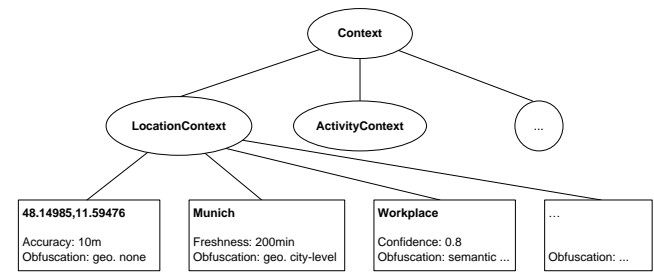 Context
LocationContext
ActivityContext
...
48.14985,11.59476
Accuracy: 10m
Obfuscation: geo. none
Munich
Freshness: 200min
Obfuscation: geo. city-level
Workplace
Confidence: 0.8
Obfuscation: semantic ...
...
Obfuscation: ...